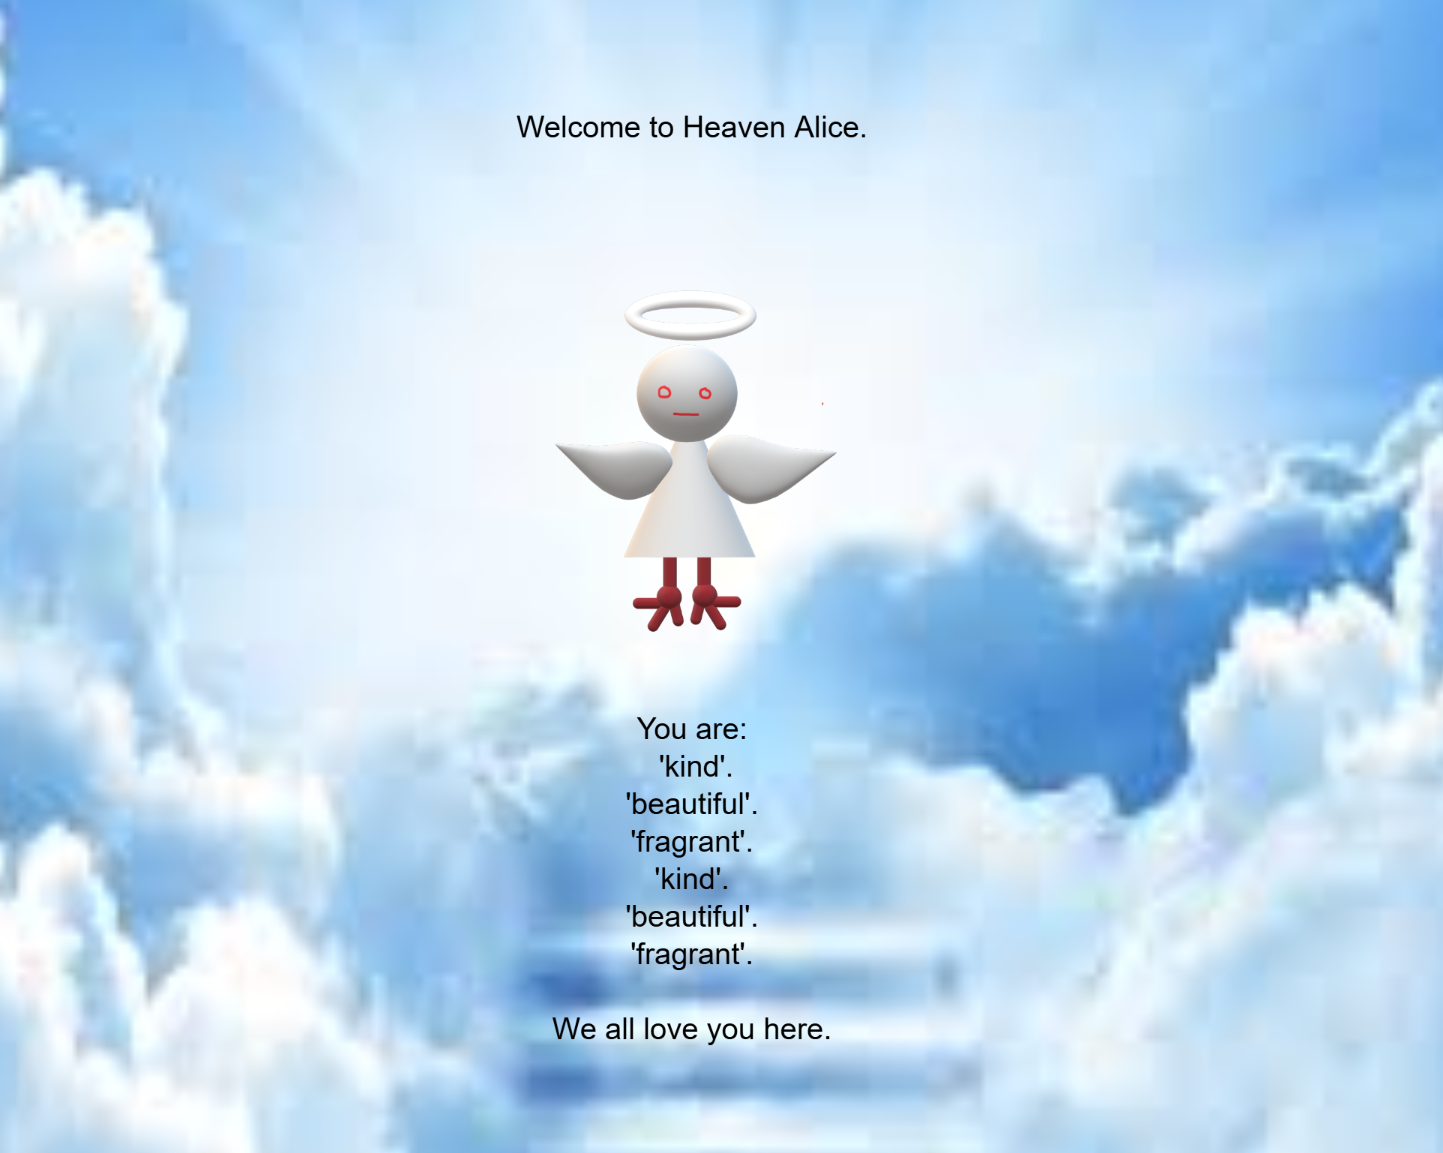 Welcome to Heaven Alice.
You are:
'kind'.
'beautiful'.
'fragrant'.
'kind'.
'beautiful'.
'fragrant'.
We all love you here.